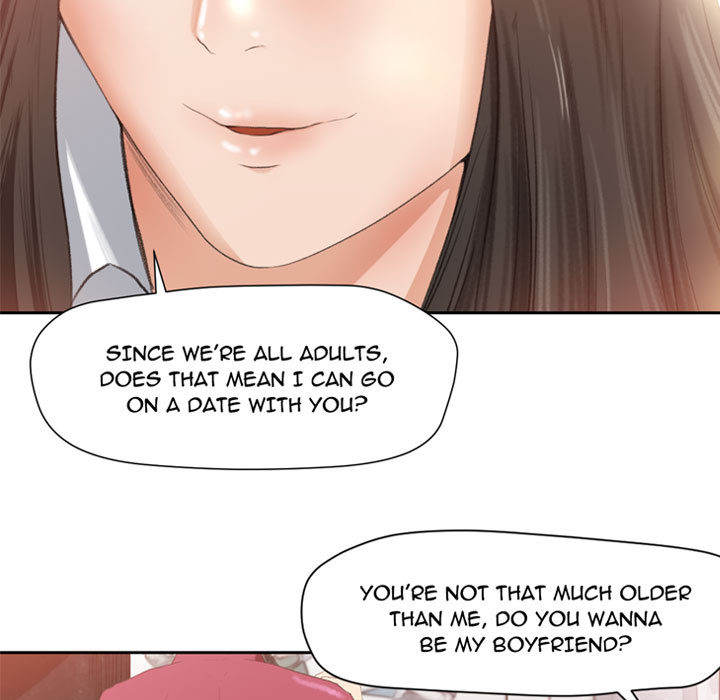 SINCE WE'RE ALL ADULTS,
DOES THAT MEAN I CAN GO
ON A DATE WITH YOU?
YOU'RE NOT THAT MUCH OLDER
THAN ME, DO YOU WANNA
BE MY BOYFRIEND?